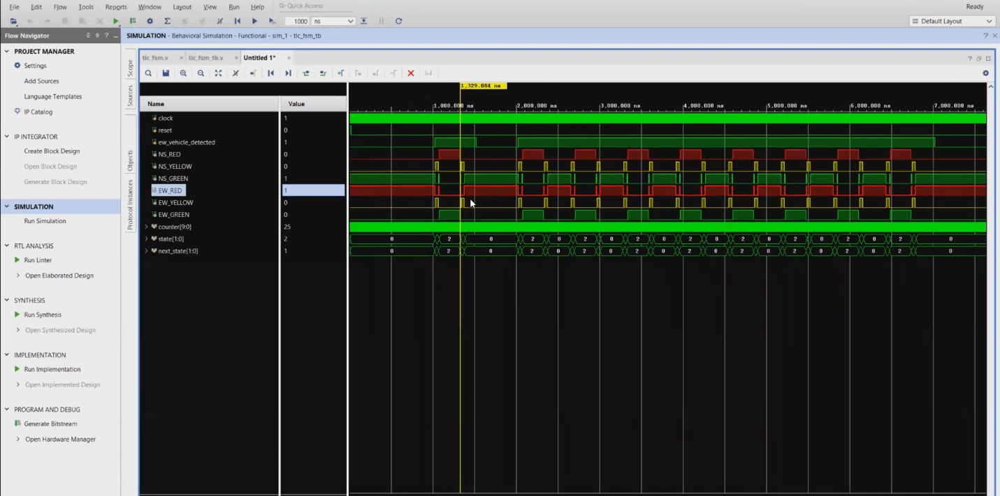 File Edit Flow Tools Reports Window Layout View Run Help Quick Access Ready
1000 ns Default Layout
Flow Navigator SIMULATION - Behavioral Simulation - Functional - sim_1 - tlc_fsm_tb
PROJECT MANAGER
Settings
Add Sources
Language Templates
IP Catalog
IP INTEGRATOR
Create Block Design
Open Block Design
Generate Block Design
SIMULATION
Run Simulation
RTL ANALYSIS
Run Linter
Open Elaborated Design
SYNTHESIS
Run Synthesis
Open Synthesized Design
IMPLEMENTATION
Run Implementation
Open Implemented Design
PROGRAM AND DEBUG
Generate Bitstream
Open Hardware Manager
Scope
Sources
Objects
Protocol Instances
tlc_fsm.v tlc_fsm_tb.v Untitled 1*
1,329.084 ns
Name Value
1,000.000 ns 2,000.000 ns 3,000.000 ns 4,000.000 ns 5,000.000 ns 6,000.000 ns 7,000.000 ns
clock 1
reset 0
ew_vehicle_detected 1
NS_RED 0
NS_YELLOW 0
NS_GREEN 1
EW_RED 1
EW_YELLOW 0
EW_GREEN 0
counter[9:0] 25
state[1:0] 2 0 2 0 2 0 2 0 2 0 2 0 2 0 2 0 2 0 2 0
next_state[1:0] 1 0 2 0 2 0 2 0 2 0 2 0 2 0 2 0 2 0 2 0